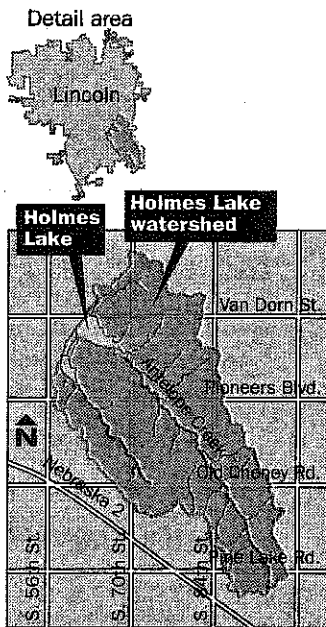 Detail area
Lincoln
Holmes
Lake
Holmes Lake
watershed
Van Dorn St.
Antelope Creek
Pioneers Blvd.
N
Nebraska 2
Old Cheney Rd.
S. 56th St.
S. 70th St.
S. 84th St.
Pine Lake Rd.